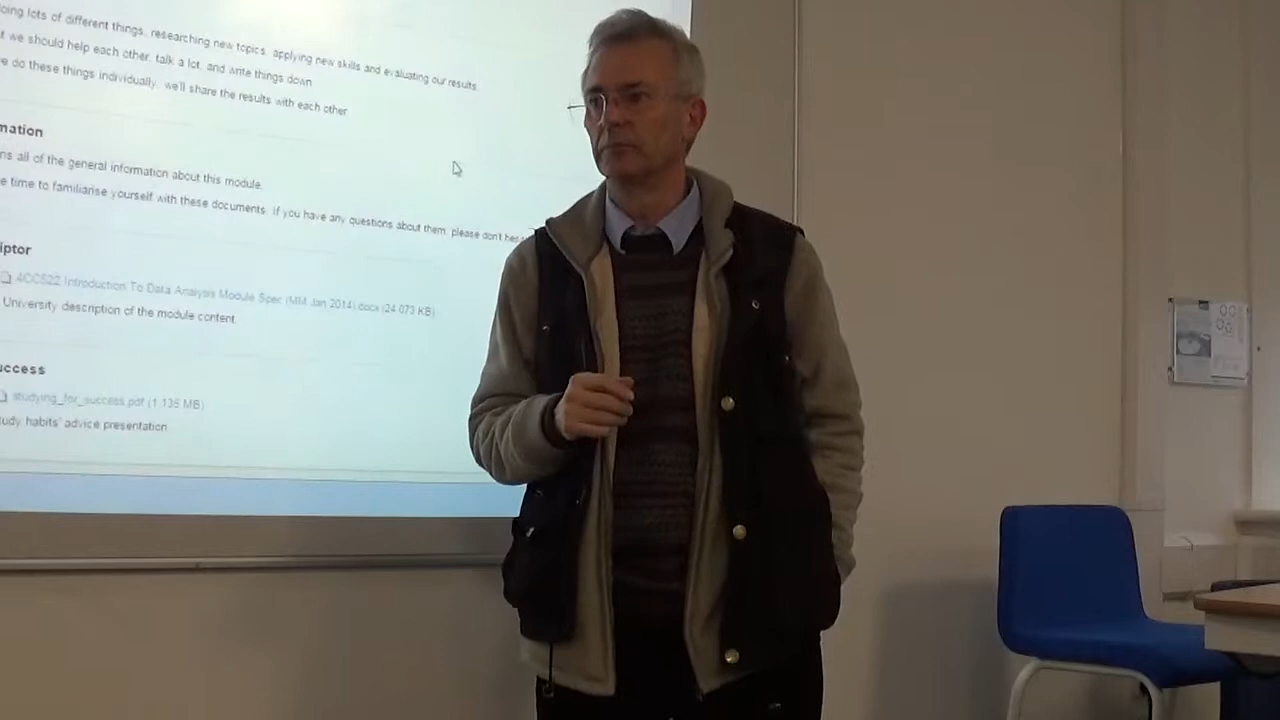 oing lots of different things, researching new topics, applying new skills and evaluating our results
t we should help each other, talk a lot, and write things down
e do these things individually, we'll share the results with each other
mation
ns all of the general information about this module.
e time to familiarise yourself with these documents. If you have any questions about them, please don't hes
iptor
4CC522 Introduction To Data Analysis Module Spec (MM Jan 2014).docx (24.073 KB)
University description of the module content.
uccess
studying_for_success.pdf (1.135 MB)
tudy habits' advice presentation